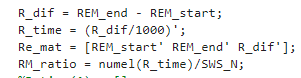 R_dif = REM_end - REM_start;
R_time = (R_dif/1000)';
Re_mat = [REM_start' REM_end' R_dif'];
RM_ratio = numel(R_time)/SWS_N;